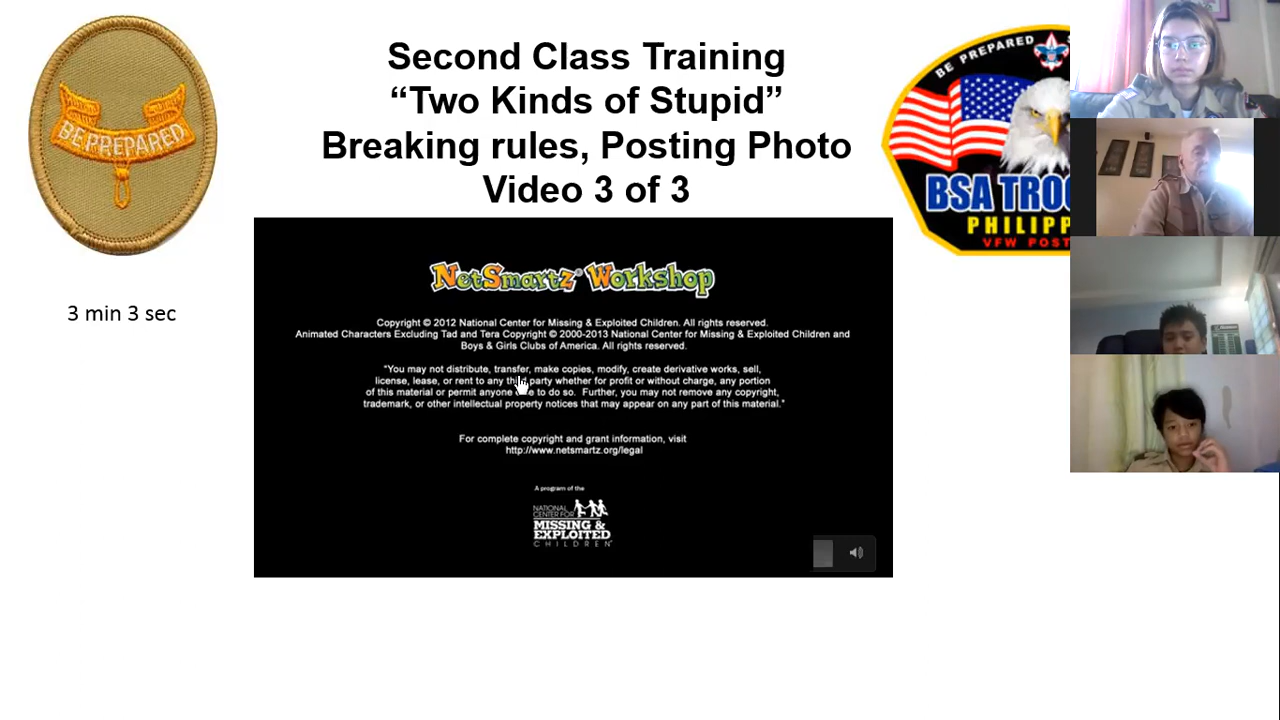 Second Class Training
“Two Kinds of Stupid”
Breaking rules, Posting Photo
Video 3 of 3
BE PREPARED
3 min 3 sec
BE PREPARED
BSA TROO
PHILIPP
VFW POST
NetSmartz® Workshop
Copyright © 2012 National Center for Missing & Exploited Children. All rights reserved.
Animated Characters Excluding Tad and Tera Copyright © 2000-2013 National Center for Missing & Exploited Children and
Boys & Girls Clubs of America. All rights reserved.
"You may not distribute, transfer, make copies, modify, create derivative works, sell,
license, lease, or rent to any third party whether for profit or without charge, any portion
of this material or permit anyone to do so. Further, you may not remove any copyright,
trademark, or other intellectual property notices that may appear on any part of this material."
For complete copyright and grant information, visit
http://www.netsmartz.org/legal
A program of the
NATIONAL
CENTER FOR
MISSING &
EXPLOITED
CHILDREN®